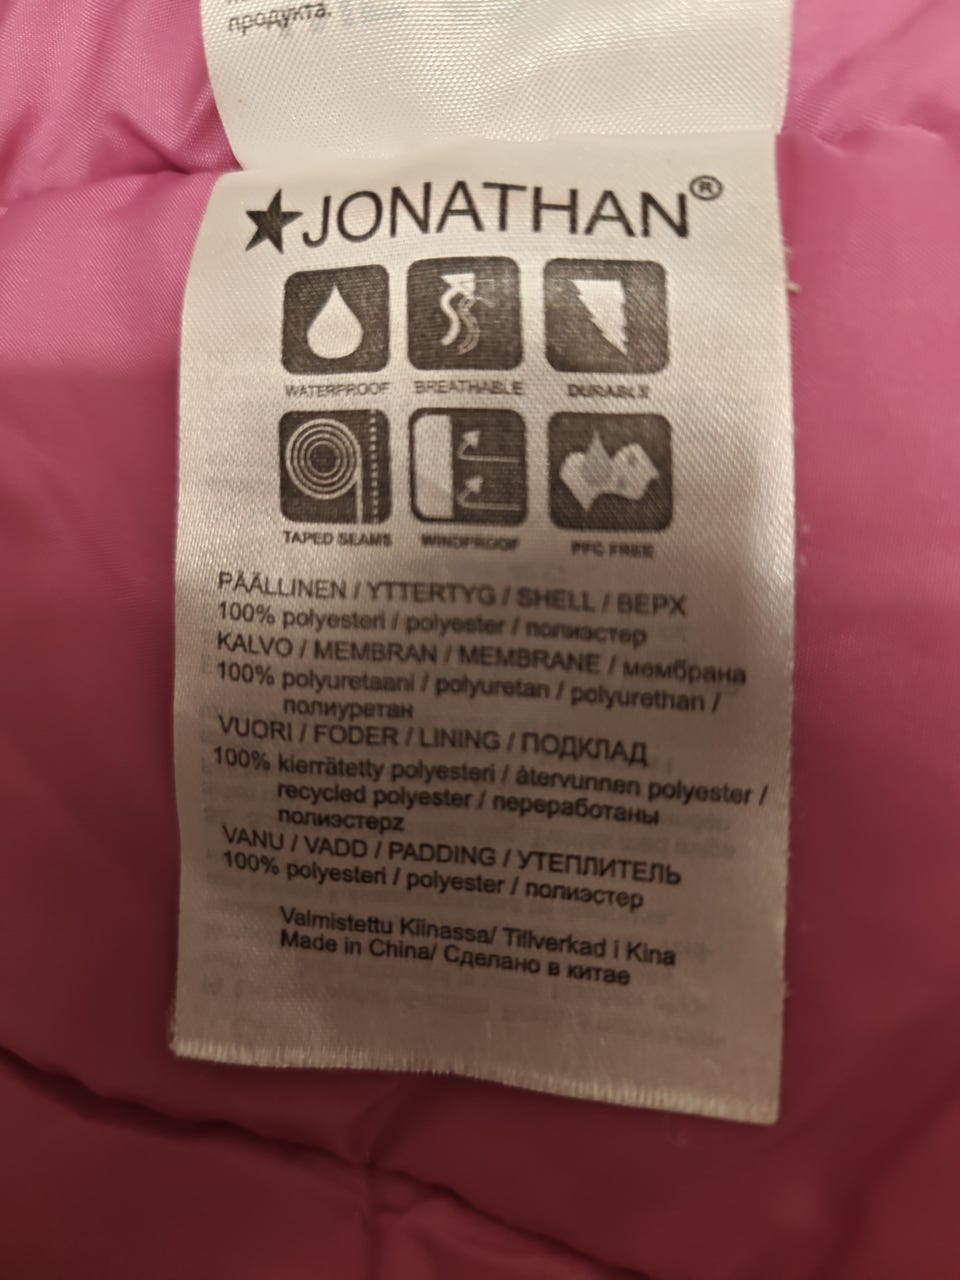 продукта.
JONATHAN®
WATERPROOF BREATHABLE DURABLE
TAPED SEAMS WINDPROOF PFC FREE
PÄÄLLINEN / YTTERTYG / SHELL / ВЕРХ
100% polyesteri / polyester / полиэстер
KALVO / MEMBRAN / MEMBRANE / мембрана
100% polyuretaani / polyuretan / polyurethan /
полиуретан
VUORI / FODER / LINING / ПОДКЛАД
100% kierrätetty polyesteri / återvunnen polyester /
recycled polyester / переработаны
полиэстерz
VANU / VADD / PADDING / УТЕПЛИТЕЛЬ
100% polyesteri / polyester / полиэстер
Valmistettu Kiinassa/ Tillverkad i Kina
Made in China/ Сделано в китае